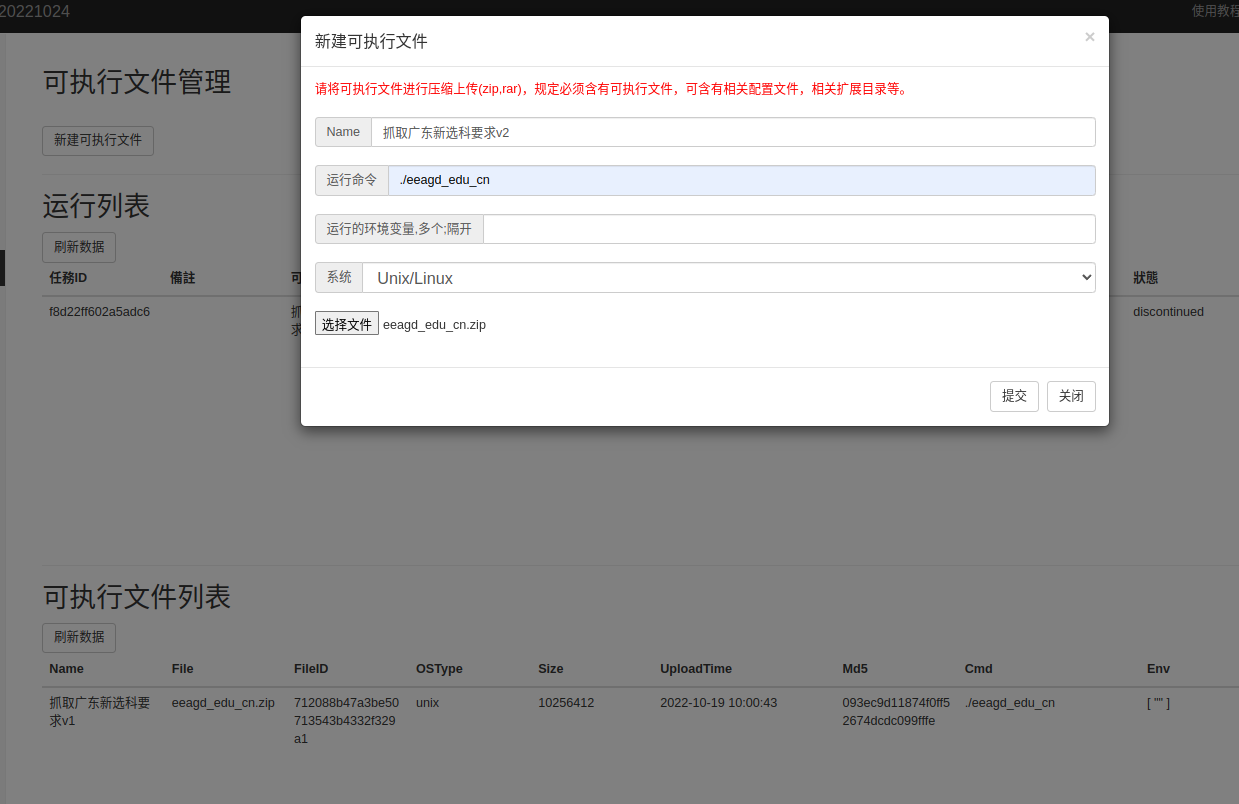 20221024
使用教程
新建可执行文件
×
请将可执行文件进行压缩上传(zip,rar)，规定必须含有可执行文件，可含有相关配置文件，相关扩展目录等。
Name
抓取广东新选科要求v2
运行命令
./eeagd_edu_cn
运行的环境变量,多个;隔开
系统
Unix/Linux
选择文件
eeagd_edu_cn.zip
提交
关闭
可执行文件管理
新建可执行文件
运行列表
刷新数据
任務ID
備註
可
狀態
f8d22ff602a5adc6
抓
求
discontinued
可执行文件列表
刷新数据
Name
File
FileID
OSType
Size
UploadTime
Md5
Cmd
Env
抓取广东新选科要
求v1
eeagd_edu_cn.zip
712088b47a3be50
713543b4332f329
a1
unix
10256412
2022-10-19 10:00:43
093ec9d11874f0ff5
2674dcdc099fffe
./eeagd_edu_cn
[ "" ]